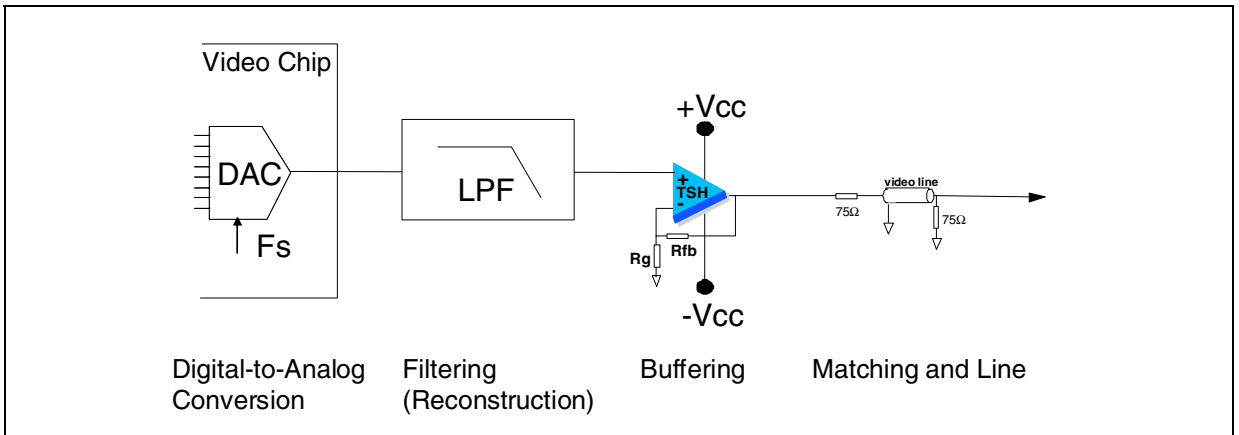 Video Chip
DAC
Fs
LPF
+Vcc
+
TSH
-
Rg
Rfb
-Vcc
75Ω
video line
75Ω
Digital-to-Analog
Conversion
Filtering
(Reconstruction)
Buffering
Matching and Line